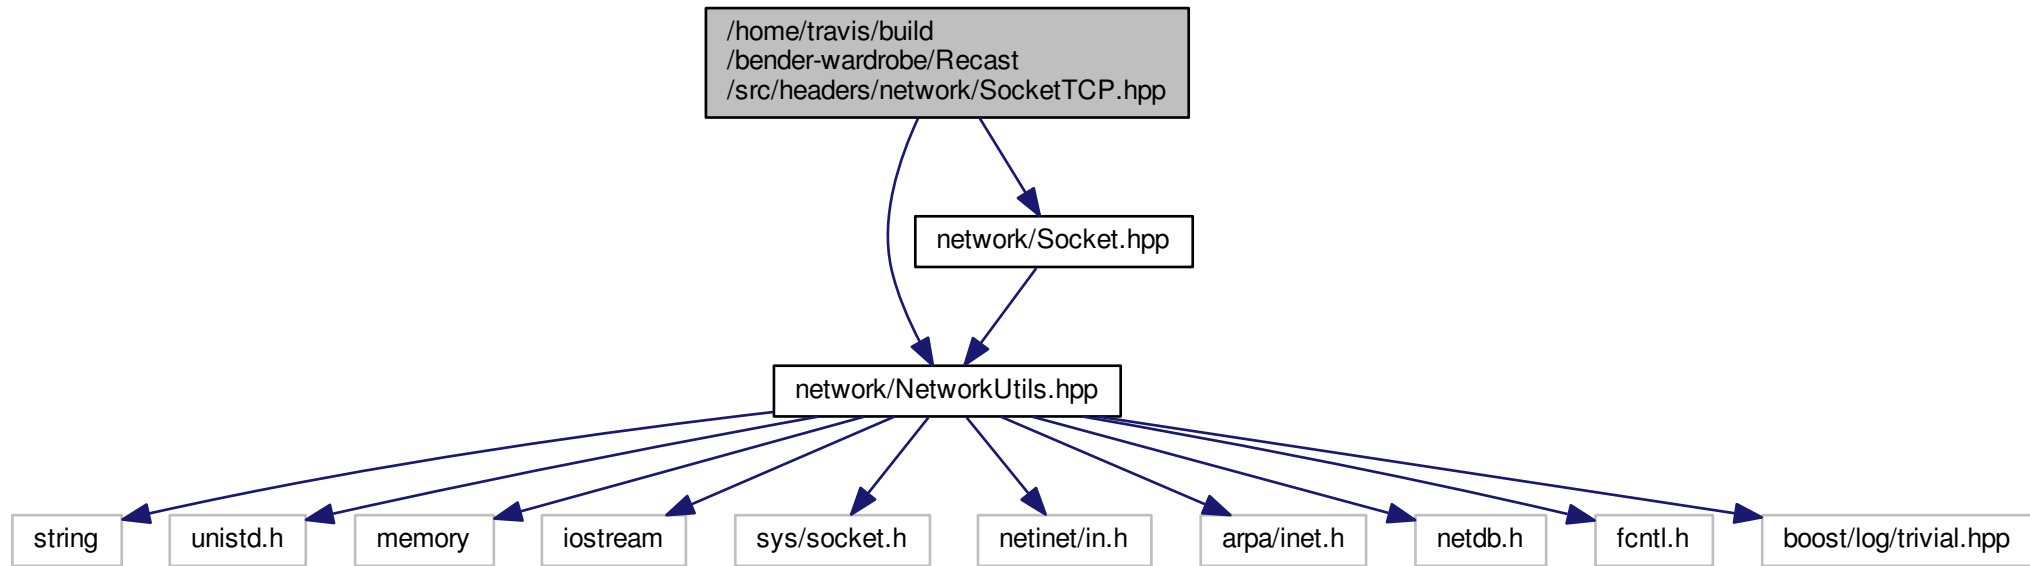 /home/travis/build
/bender-wardrobe/Recast
/src/headers/network/SocketTCP.hpp
network/Socket.hpp
network/NetworkUtils.hpp
string
unistd.h
memory
iostream
sys/socket.h
netinet/in.h
arpa/inet.h
netdb.h
fcntl.h
boost/log/trivial.hpp